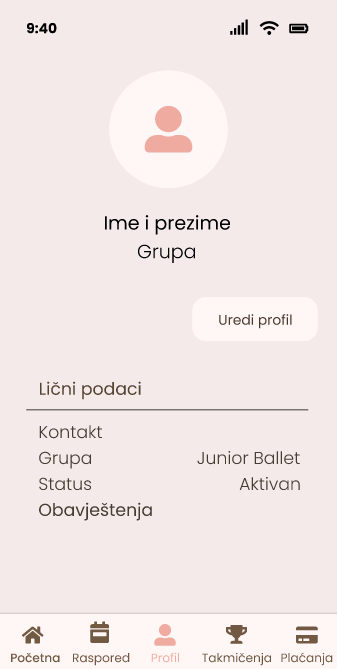 9:40
Ime i prezime
Grupa
Uredi profil
Lični podaci
Kontakt
Grupa Junior Ballet
Status Aktivan
Obavještenja
Početna Raspored Profil Takmičenja Plaćanja